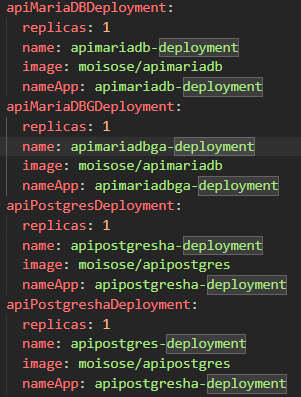 apiMariaDBDeployment:
  replicas: 1
  name: apimariadb-deployment
  image: moisose/apimariadb
  nameApp: apimariadb-deployment
apiMariaDBGDeployment:
  replicas: 1
  name: apimariadbga-deployment
  image: moisose/apimariadb
  nameApp: apimariadbga-deployment
apiPostgresDeployment:
  replicas: 1
  name: apipostgresha-deployment
  image: moisose/apipostgres
  nameApp: apipostgresha-deployment
apiPostgreshaDeployment:
  replicas: 1
  name: apipostgres-deployment
  image: moisose/apipostgres
  nameApp: apipostgresha-deployment